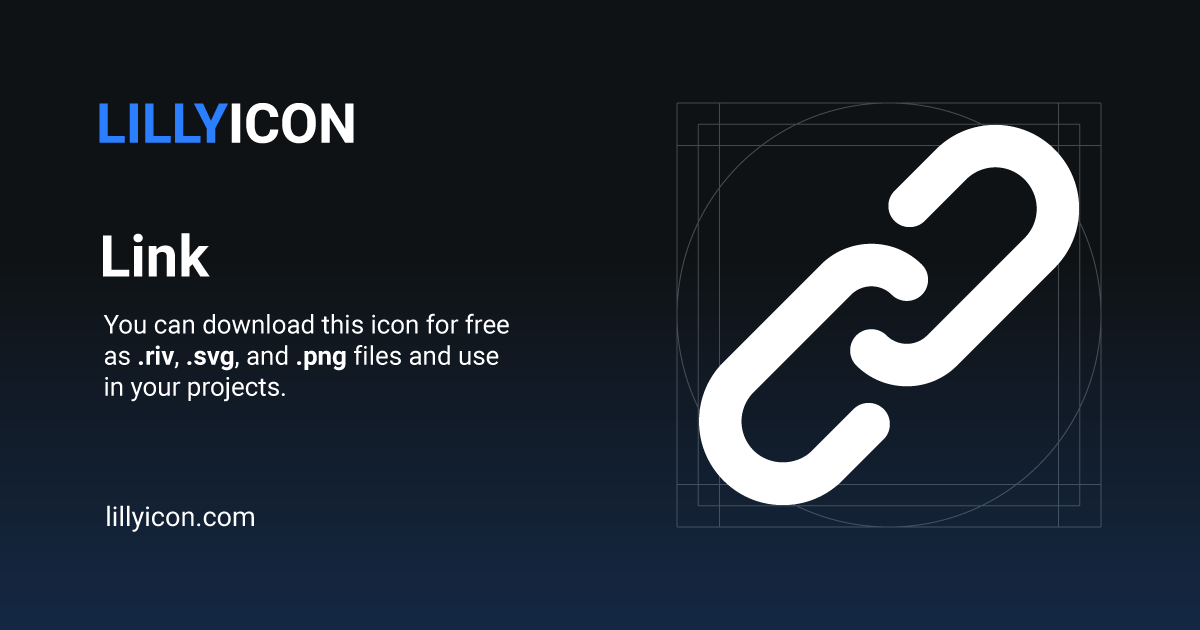 LILLYICON
Link
You can download this icon for free
as .riv, .svg, and .png files and use
in your projects.
lillyicon.com